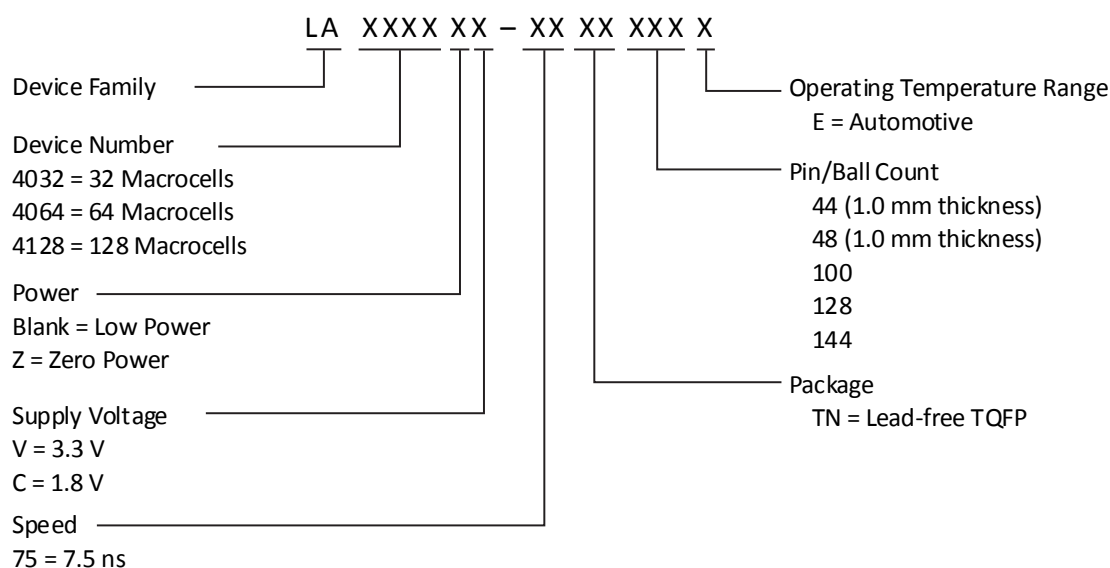 LA XXXX XX – XX XX XXX X
Device Family
Device Number
4032 = 32 Macrocells
4064 = 64 Macrocells
4128 = 128 Macrocells
Power
Blank = Low Power
Z = Zero Power
Supply Voltage
V = 3.3 V
C = 1.8 V
Speed
75 = 7.5 ns
Operating Temperature Range
E = Automotive
Pin/Ball Count
44 (1.0 mm thickness)
48 (1.0 mm thickness)
100
128
144
Package
TN = Lead-free TQFP